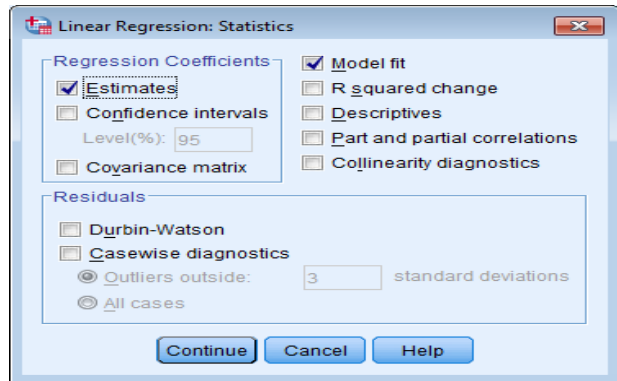 Linear Regression: Statistics
Regression Coefficients
Estimates
Confidence intervals
Level(%): 95
Covariance matrix
Model fit
R squared change
Descriptives
Part and partial correlations
Collinearity diagnostics
Residuals
Durbin-Watson
Casewise diagnostics
Outliers outside: 3 standard deviations
All cases
Continue Cancel Help